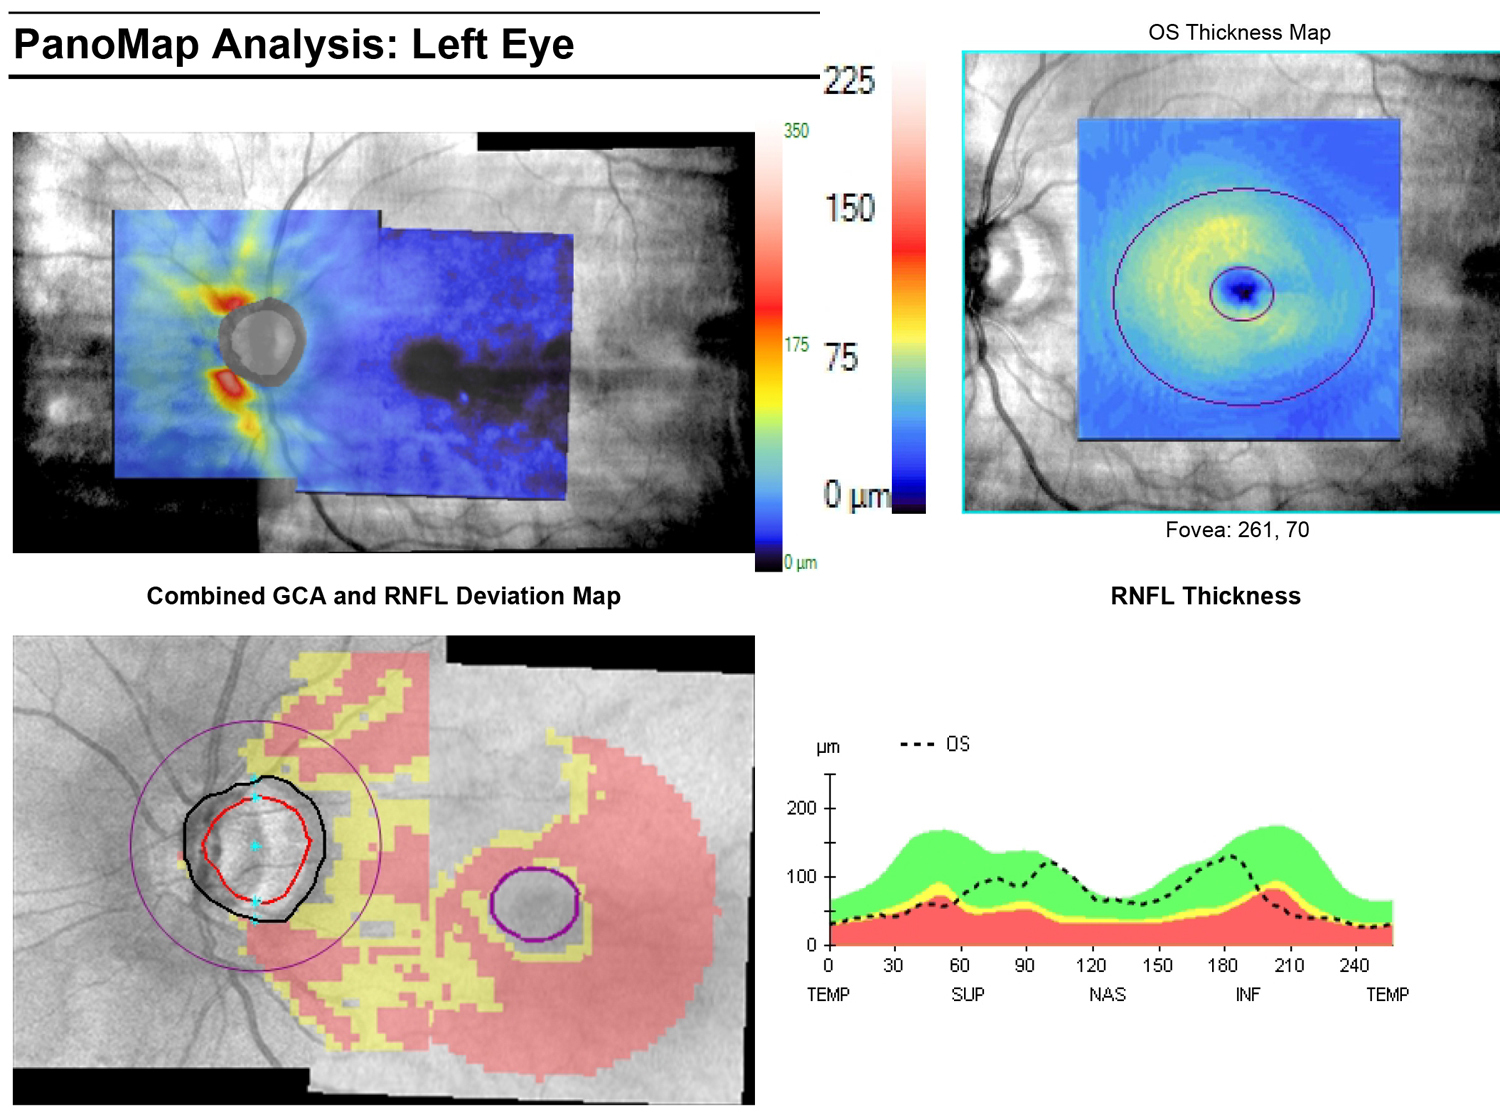 PanoMap Analysis: Left Eye
OS Thickness Map
225
150
75
0 µm
350
175
0 µm
Fovea: 261, 70
Combined GCA and RNFL Deviation Map
RNFL Thickness
µm
OS
200
100
0
0 30 60 90 120 150 180 210 240
TEMP SUP NAS INF TEMP